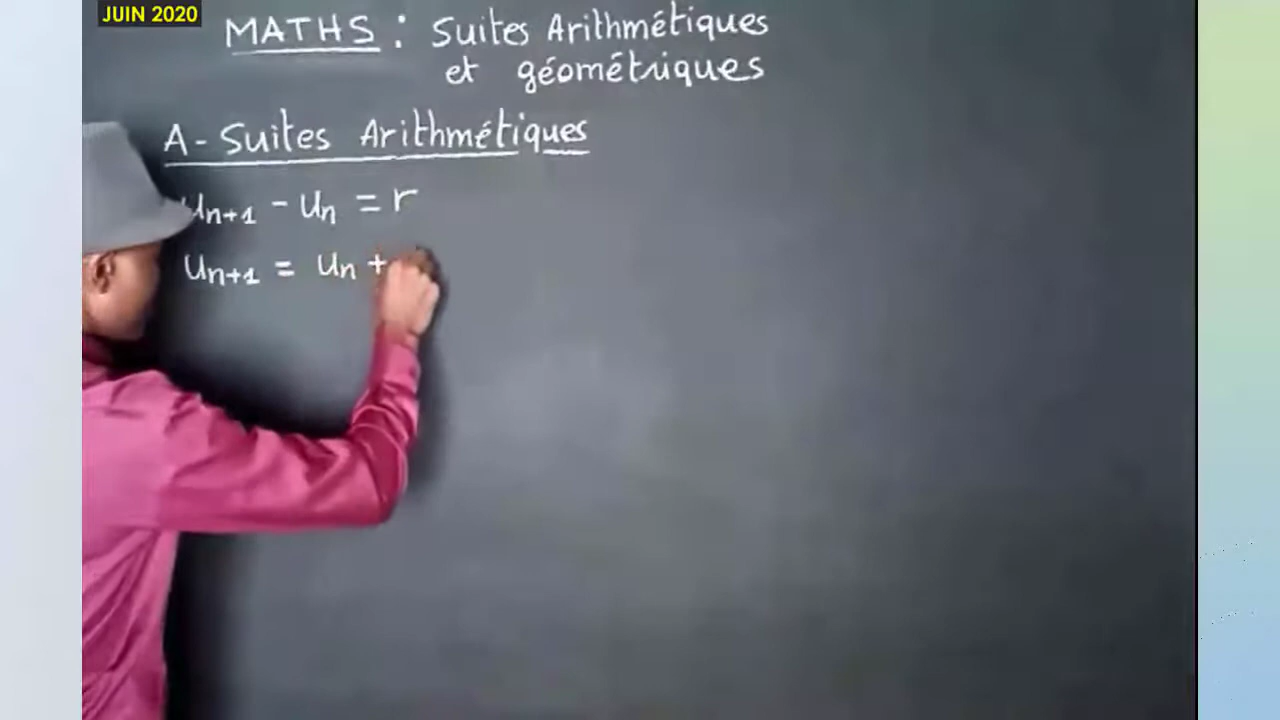 JUIN 2020
MATHS : Suites Arithmétiques
et géométriques
A - Suites Arithmétiques
Un+1 - Un = r
Un+1 = Un +